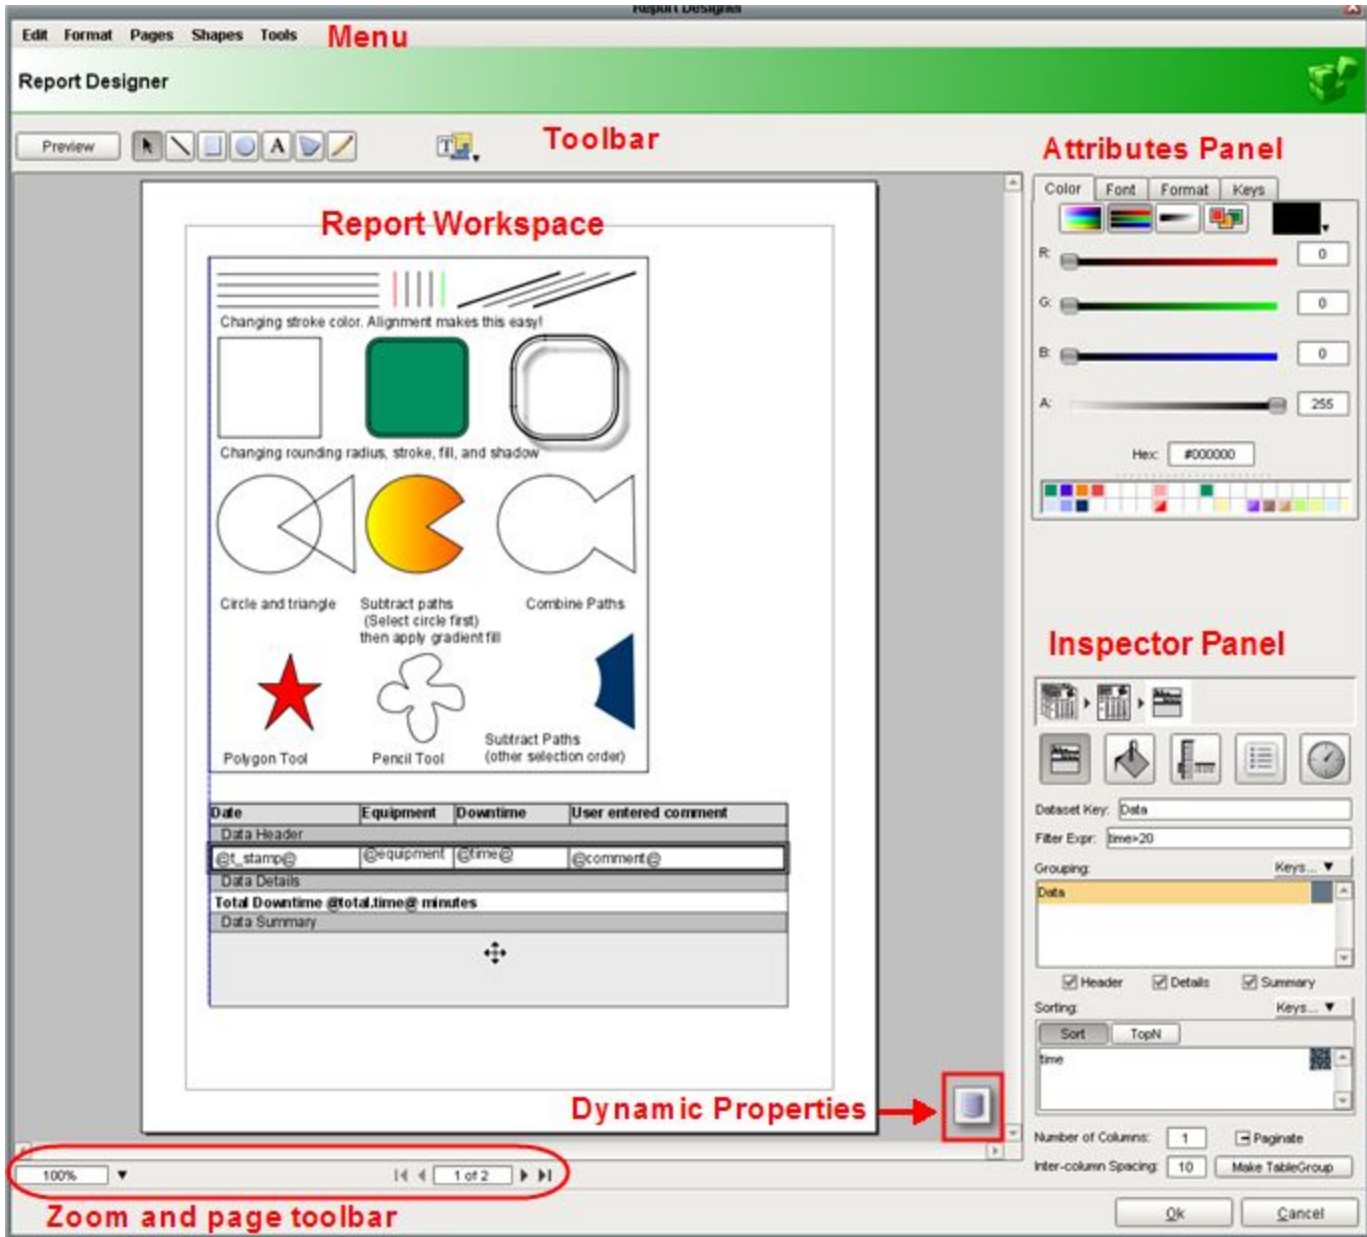 Report Designer
Edit Format Pages Shapes Tools Menu
Report Designer
Preview A T Toolbar
Attributes Panel
Color Font Format Keys
Report Workspace
R: 0
G: 0
B: 0
A: 255
Hex: #000000
Changing stroke color. Alignment makes this easy!
Changing rounding radius, stroke, fill, and shadow
Circle and triangle Subtract paths Combine Paths
(Select circle first)
then apply gradient fill
Polygon Tool Pencil Tool Subtract Paths
(other selection order)
Date Equipment Downtime User entered comment
Data Header
@t_stamp@ @equipment @time@ @comment@
Data Details
Total Downtime @total.time@ minutes
Data Summary
Inspector Panel
Dataset Key: Data
Filter Expr: time>20
Grouping: Keys...
Data
Header Details Summary
Sorting: Keys...
Sort TopN
time
Number of Columns: 1 Paginate
Inter-column Spacing: 10 Make TableGroup
Dynamic Properties
100% 1 of 2
Zoom and page toolbar
Ok Cancel